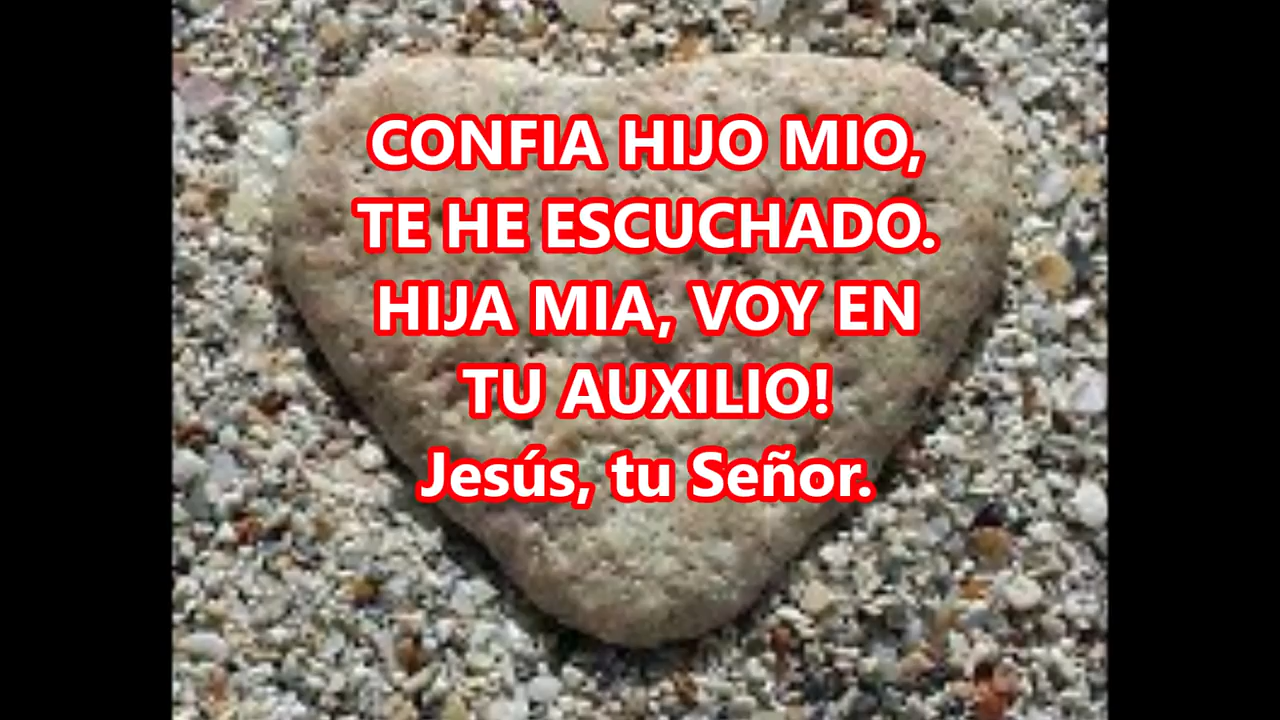 CONFIA HIJO MIO,
TE HE ESCUCHADO.
HIJA MIA, VOY EN
TU AUXILIO!
Jesús, tu Señor.